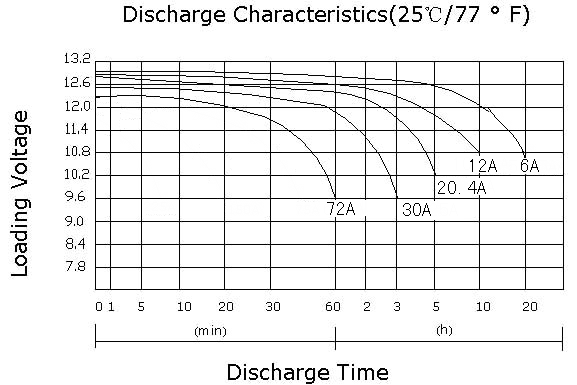 Discharge Characteristics(25℃/77 ° F)
Loading Voltage
13.2
12.6
12.0
11.4
10.8
10.2
9.6
9.0
8.4
7.8
12A 6A
20.4A
72A 30A
0 1 5 10 20 30 60 2 3 5 10 20
(min) (h)
Discharge Time